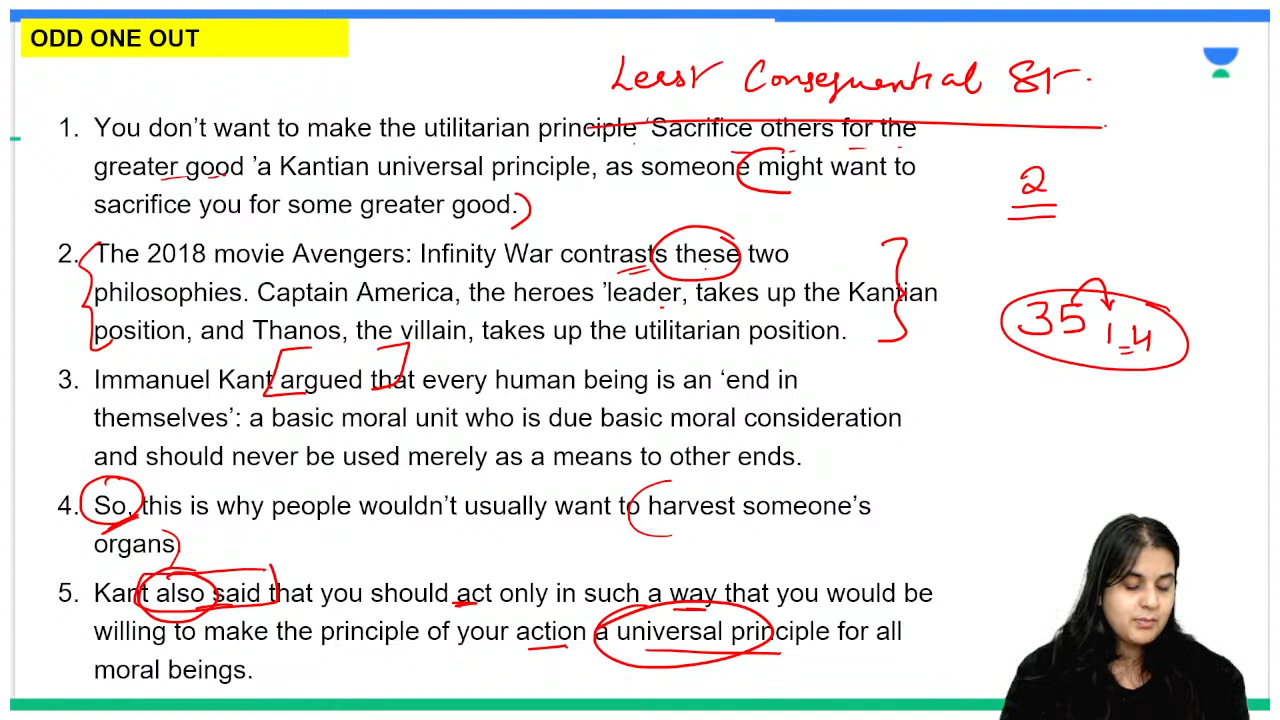 ODD ONE OUT
Least Consequential St.
1. You don't want to make the utilitarian principle 'Sacrifice others for the
greater good 'a Kantian universal principle, as someone might want to
sacrifice you for some greater good.
2
2. The 2018 movie Avengers: Infinity War contrasts these two
philosophies. Captain America, the heroes 'leader, takes up the Kantian
position, and Thanos, the villain, takes up the utilitarian position.
35 1 4
3. Immanuel Kant argued that every human being is an 'end in
themselves': a basic moral unit who is due basic moral consideration
and should never be used merely as a means to other ends.
4. So, this is why people wouldn't usually want to harvest someone's
organs
5. Kant also said that you should act only in such a way that you would be
willing to make the principle of your action a universal principle for all
moral beings.